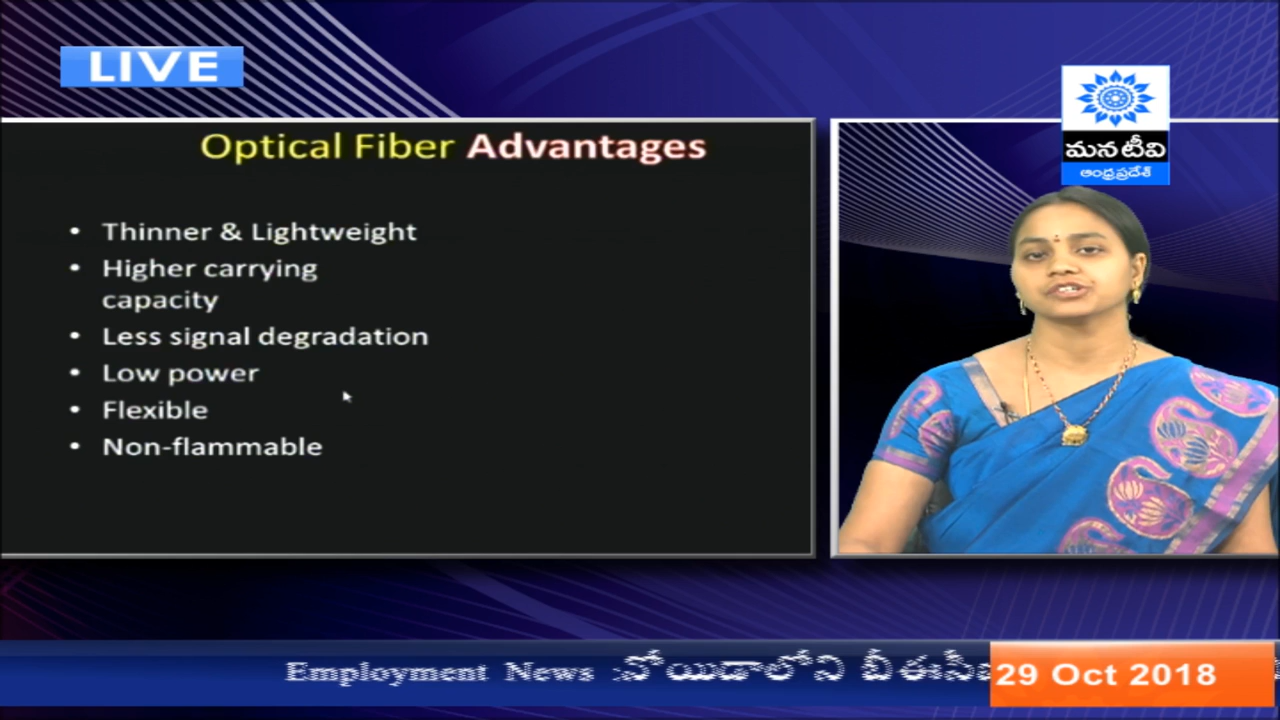 LIVE
మన టీవి
ఆంధ్రప్రదేశ్
Optical Fiber Advantages
• Thinner & Lightweight
• Higher carrying
capacity
• Less signal degradation
• Low power
• Flexible
• Non-flammable
Employment News : నోయిడాలోని బీఈసీ
29 Oct 2018